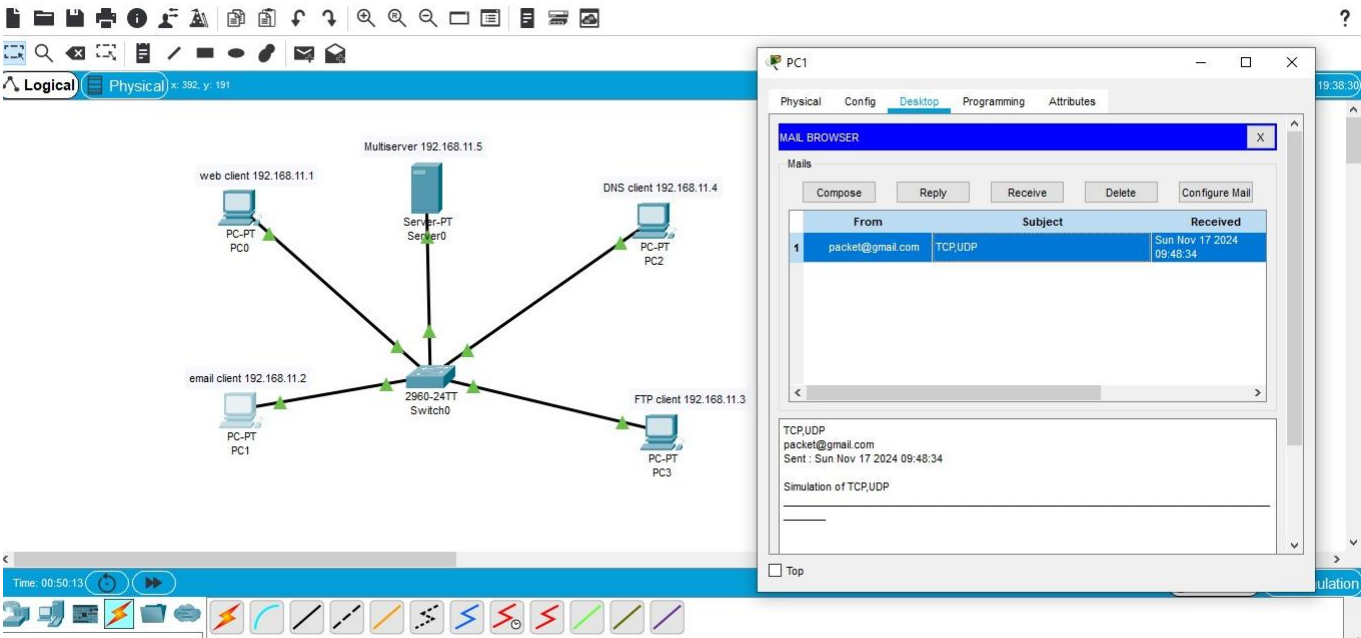 ?
Logical
Physical
x: 392, y: 191
19:38:30
Multiserver 192.168.11.5
web client 192.168.11.1
DNS client 192.168.11.4
PC-PT
PC0
Server-PT
Server0
PC-PT
PC2
email client 192.168.11.2
2960-24TT
Switch0
FTP client 192.168.11.3
PC-PT
PC1
PC-PT
PC3
PC1
Physical Config Desktop Programming Attributes
MAIL BROWSER
X
Mails
Compose Reply Receive Delete Configure Mail
From Subject Received
1 packet@gmail.com TCP,UDP Sun Nov 17 2024
09:48:34
TCP,UDP
packet@gmail.com
Sent : Sun Nov 17 2024 09:48:34
Simulation of TCP,UDP
Top
Time: 00:50:13
ulation